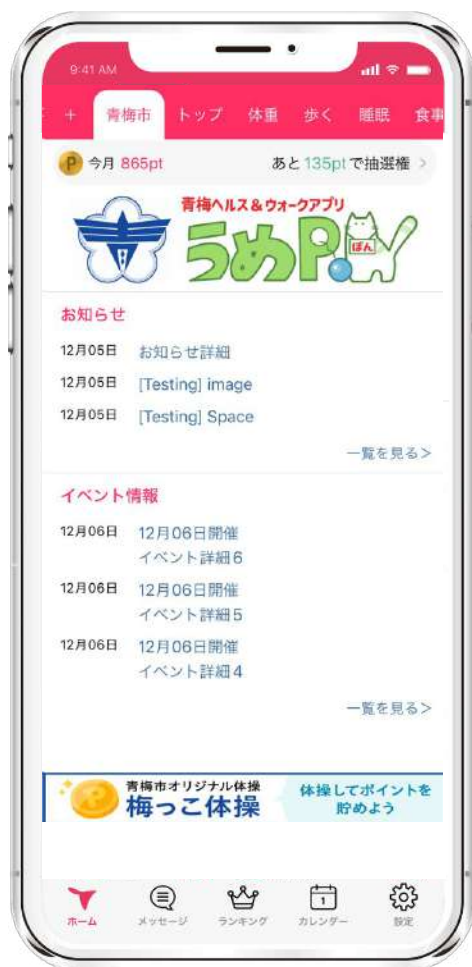 9:41 AM
+ 青梅市 トップ 体重 歩く 睡眠 食事
P 今月 865pt あと 135ptで抽選権 >
青梅ヘルス&ウォークアプリ
うめPay
ぽん
お知らせ
12月05日 お知らせ詳細
12月05日 [Testing] image
12月05日 [Testing] Space
一覧を見る>
イベント情報
12月06日 12月06日開催
イベント詳細6
12月06日 12月06日開催
イベント詳細5
12月06日 12月06日開催
イベント詳細4
一覧を見る>
青梅市オリジナル体操
梅っこ体操
体操してポイントを
貯めよう
ホーム メッセージ ランキング カレンダー 設定
1